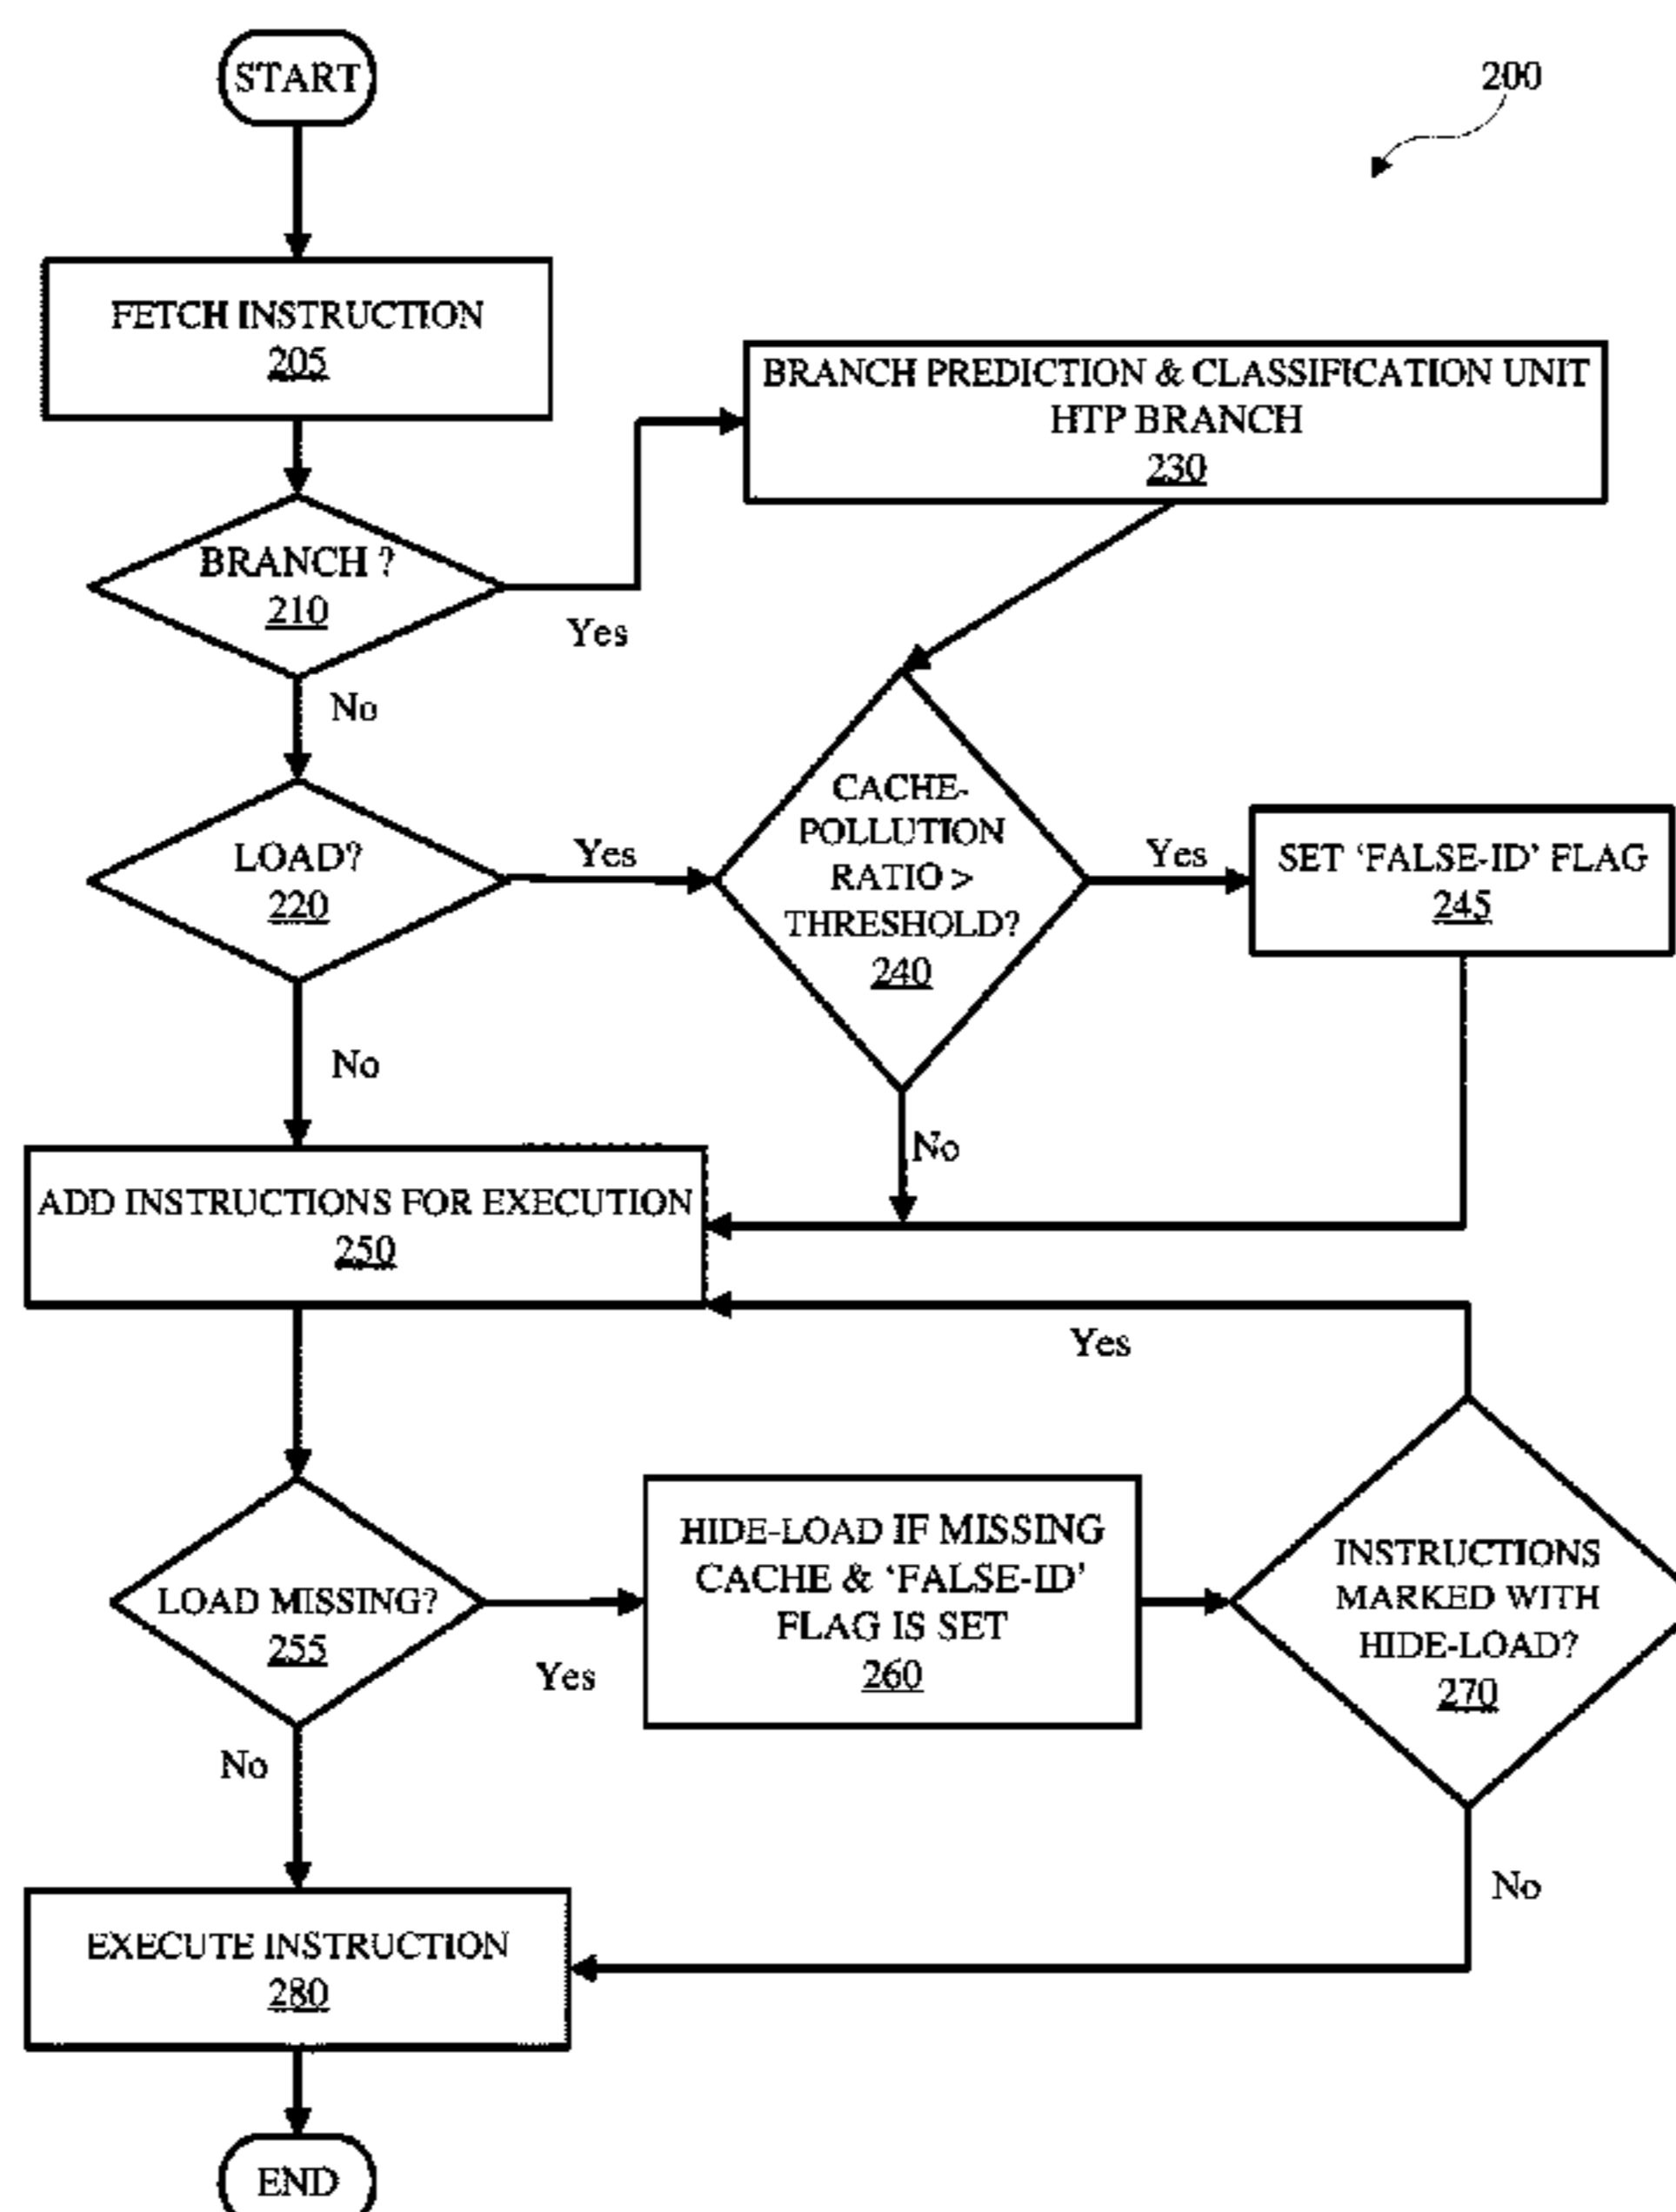 START
200
FETCH INSTRUCTION
205
BRANCH PREDICTION & CLASSIFICATION UNIT
HTP BRANCH
230
BRANCH ?
210
Yes
No
LOAD?
220
Yes
CACHE-
POLLUTION
RATIO >
THRESHOLD?
240
Yes
SET ‘FALSE-ID’ FLAG
245
No
No
ADD INSTRUCTIONS FOR EXECUTION
250
Yes
LOAD MISSING?
255
Yes
HIDE-LOAD IF MISSING
CACHE & ‘FALSE-ID’
FLAG IS SET
260
INSTRUCTIONS
MARKED WITH
HIDE-LOAD?
270
No
No
EXECUTE INSTRUCTION
280
END